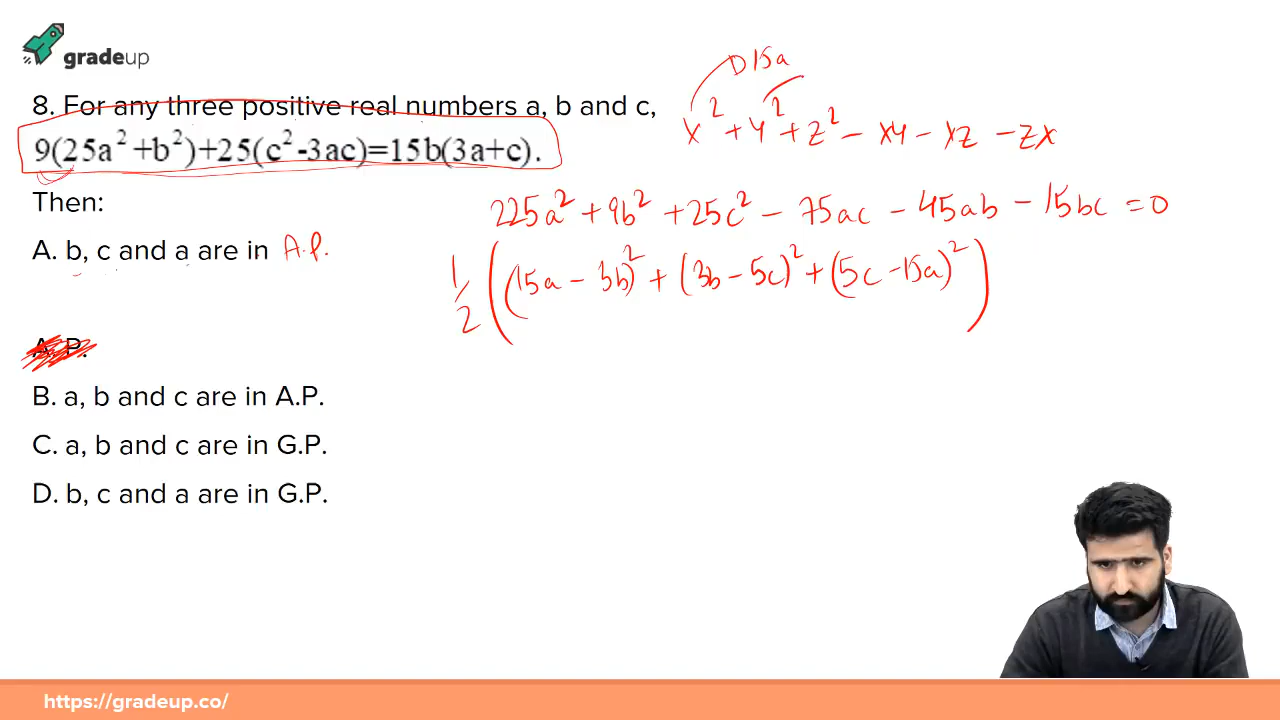 gradeup
8. For any three positive real numbers a, b and c,
9(25a²+b²)+25(c²-3ac)=15b(3a+c).
Then:
A. b, c and a are in A.P.
A. P.
B. a, b and c are in A.P.
C. a, b and c are in G.P.
D. b, c and a are in G.P.
15a
x² + y² + z² - xy - xz - zx
225a² + 9b² + 25c² - 75ac - 45ab - 15bc = 0
1/2 ((15a - 3b)² + (3b - 5c)² + (5c - 15a)²)
https://gradeup.co/